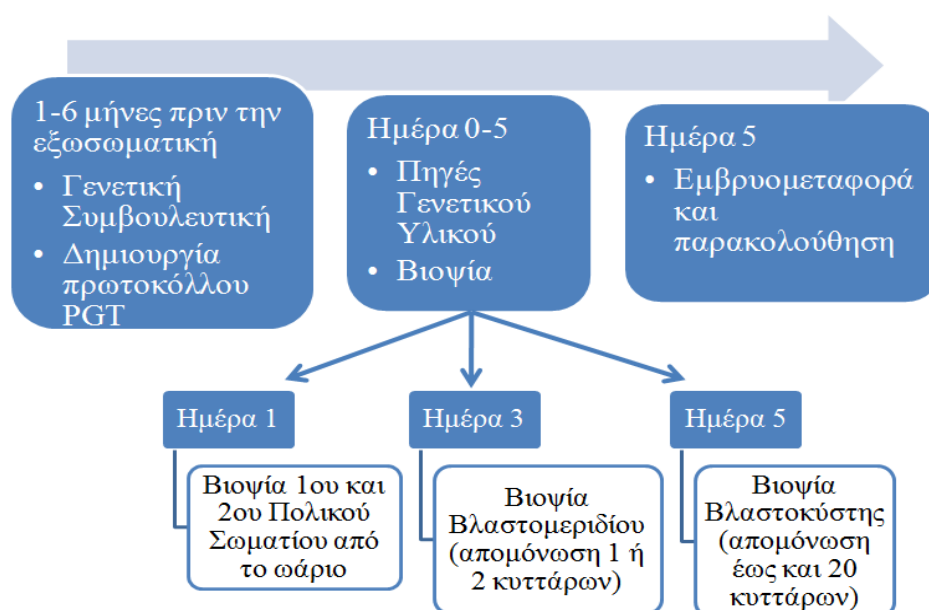 1-6 μήνες πριν την
εξωσωματική
• Γενετική
Συμβουλευτική
• Δημιουργία
πρωτοκόλλου
PGT
Ημέρα 0-5
• Πηγές
Γενετικού
Υλικού
• Βιοψία
Ημέρα 5
• Εμβρυομεταφορά
και
παρακολούθηση
Ημέρα 1
Βιοψία 1ου και
2ου Πολικού
Σωματίου από
το ωάριο
Ημέρα 3
Βιοψία
Βλαστομεριδίου
(απομόνωση 1 ή
2 κυττάρων)
Ημέρα 5
Βιοψία
Βλαστοκύστης
(απομόνωση
έως και 20
κυττάρων)